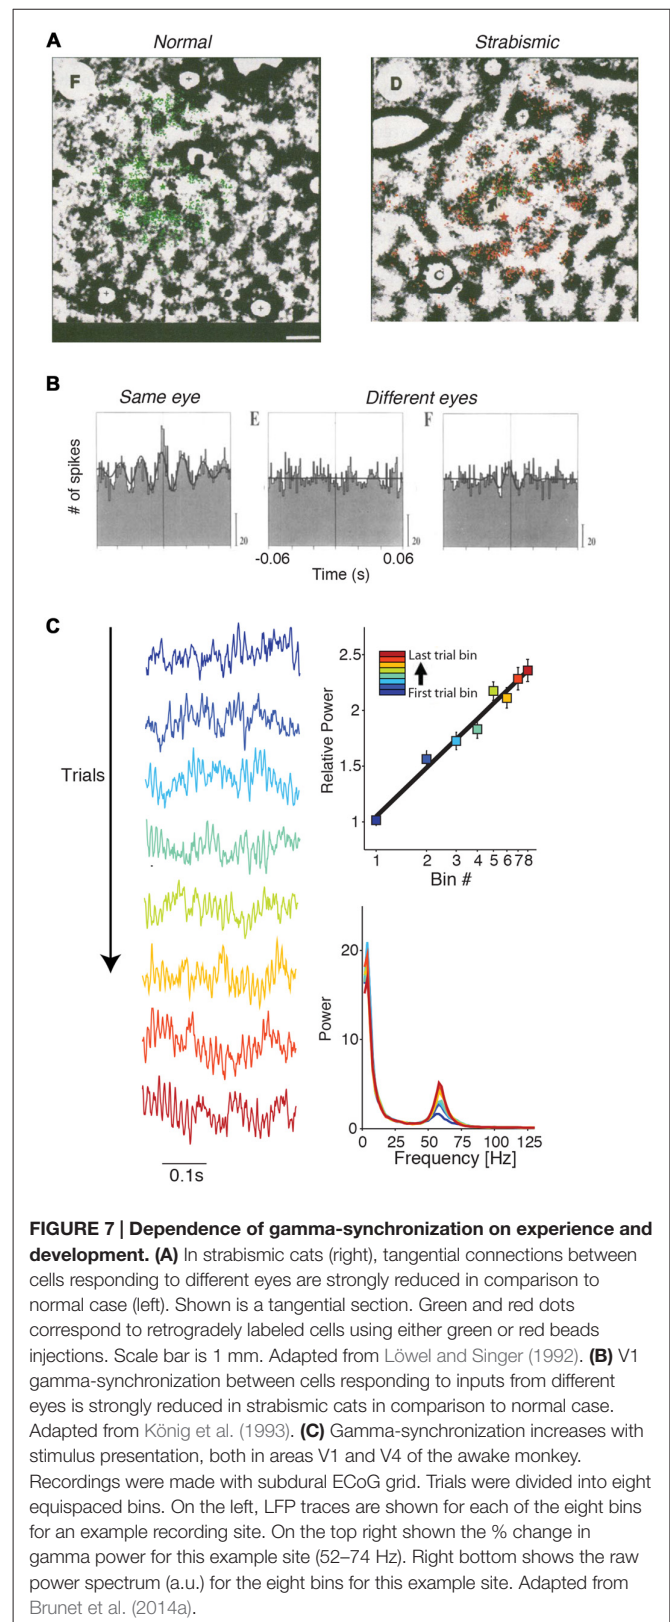 A
Normal
Strabismic
F
D
B
Same eye
Different eyes
E
F
# of spikes
20
20
20
-0.06
0.06
Time (s)
C
Trials
0.1s
Relative Power
2.5
2
1.5
1
Last trial bin
First trial bin
1 2 3 4 5 6 7 8
Bin #
Power
20
10
0
0 25 50 75 100 125
Frequency [Hz]
FIGURE 7 | Dependence of gamma-synchronization on experience and
development. (A) In strabismic cats (right), tangential connections between
cells responding to different eyes are strongly reduced in comparison to
normal case (left). Shown is a tangential section. Green and red dots
correspond to retrogradely labeled cells using either green or red beads
injections. Scale bar is 1 mm. Adapted from Löwel and Singer (1992). (B) V1
gamma-synchronization between cells responding to inputs from different
eyes is strongly reduced in strabismic cats in comparison to normal case.
Adapted from König et al. (1993). (C) Gamma-synchronization increases with
stimulus presentation, both in areas V1 and V4 of the awake monkey.
Recordings were made with subdural ECoG grid. Trials were divided into eight
equispaced bins. On the left, LFP traces are shown for each of the eight bins
for an example recording site. On the top right shown the % change in
gamma power for this example site (52–74 Hz). Right bottom shows the raw
power spectrum (a.u.) for the eight bins for this example site. Adapted from
Brunet et al. (2014a).